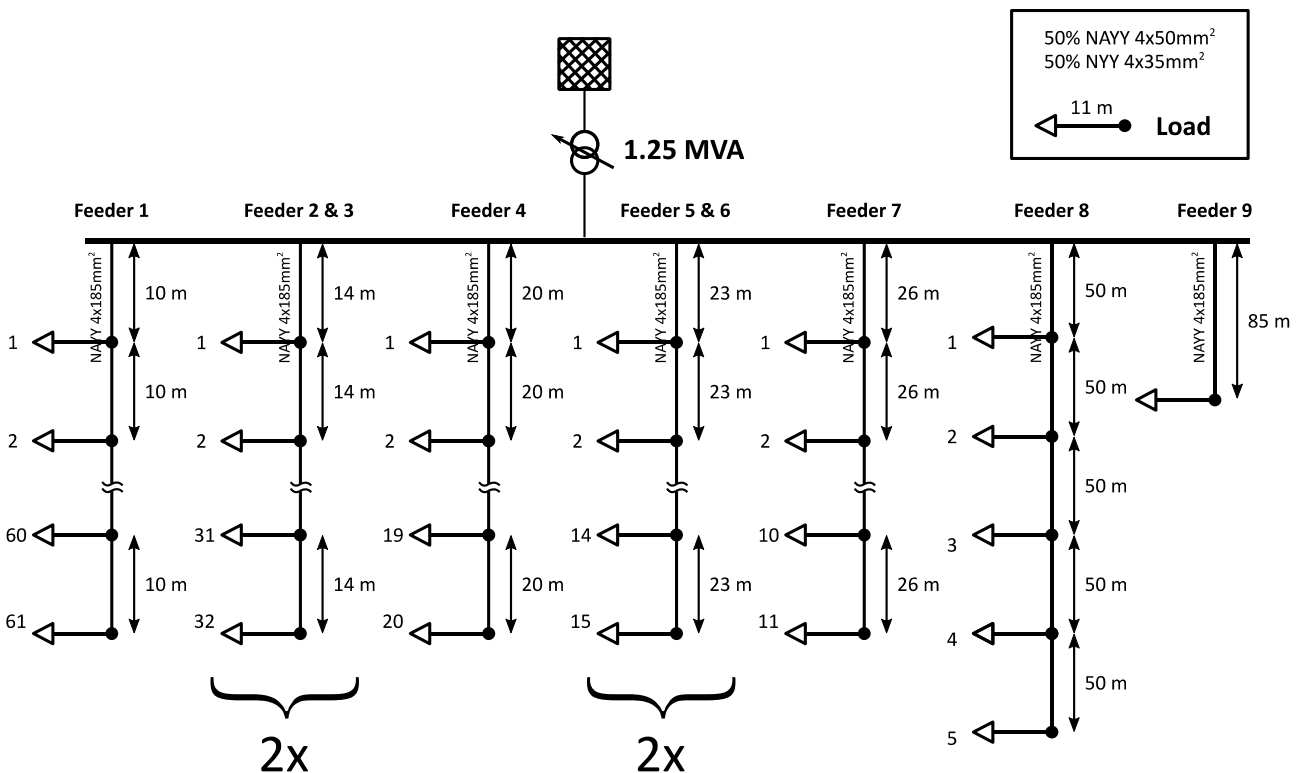 50% NAYY 4x50mm²
50% NYY 4x35mm²
11 m
Load
1.25 MVA
Feeder 1
Feeder 2 & 3
Feeder 4
Feeder 5 & 6
Feeder 7
Feeder 8
Feeder 9
NAYY 4x185mm²
10 m
1
10 m
2
60
10 m
61
NAYY 4x185mm²
14 m
1
14 m
2
31
14 m
32
2x
NAYY 4x185mm²
20 m
1
20 m
2
19
20 m
20
NAYY 4x185mm²
23 m
1
23 m
2
14
23 m
15
2x
NAYY 4x185mm²
26 m
1
26 m
2
10
26 m
11
NAYY 4x185mm²
50 m
1
50 m
2
50 m
3
50 m
4
50 m
5
NAYY 4x185mm²
85 m